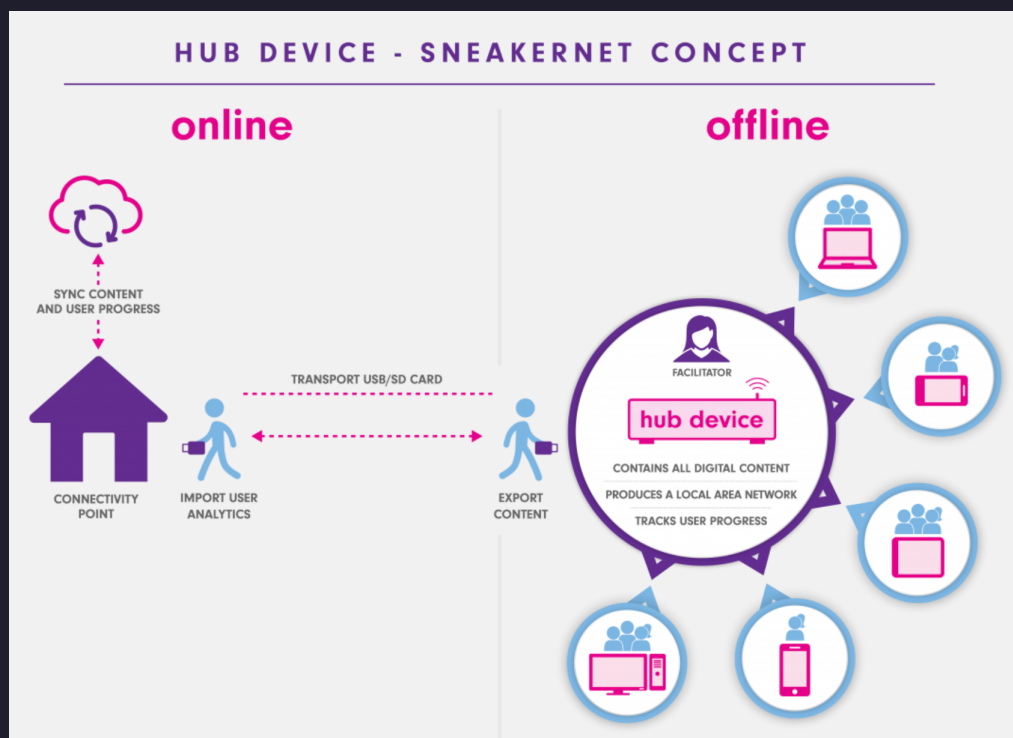 HUB DEVICE - SNEAKERNET CONCEPT
online
offline
SYNC CONTENT
AND USER PROGRESS
TRANSPORT USB/SD CARD
CONNECTIVITY
POINT
IMPORT USER
ANALYTICS
EXPORT
CONTENT
FACILITATOR
hub device
CONTAINS ALL DIGITAL CONTENT
PRODUCES A LOCAL AREA NETWORK
TRACKS USER PROGRESS